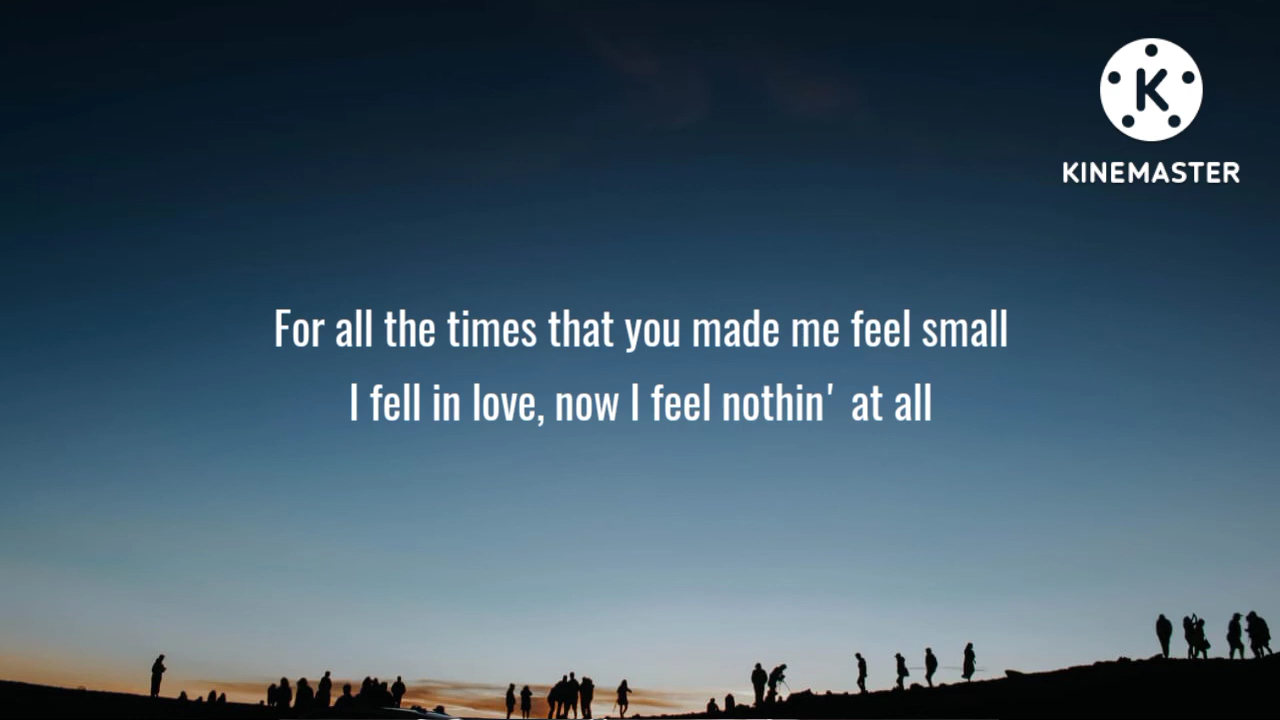 K
KINEMASTER
For all the times that you made me feel small
I fell in love, now I feel nothin' at all